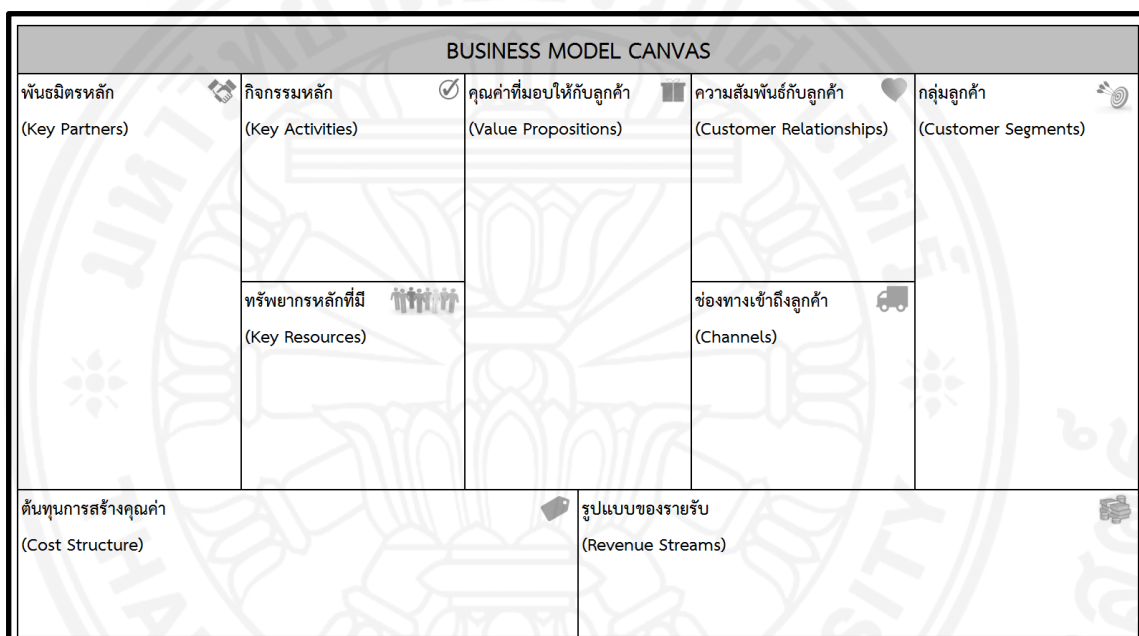 BUSINESS MODEL CANVAS
พันธมิตรหลัก
(Key Partners)
กิจกรรมหลัก
(Key Activities)
ทรัพยากรหลักที่มี
(Key Resources)
คุณค่าที่มอบให้กับลูกค้า
(Value Propositions)
ความสัมพันธ์กับลูกค้า
(Customer Relationships)
ช่องทางเข้าถึงลูกค้า
(Channels)
กลุ่มลูกค้า
(Customer Segments)
ต้นทุนการสร้างคุณค่า
(Cost Structure)
รูปแบบของรายรับ
(Revenue Streams)